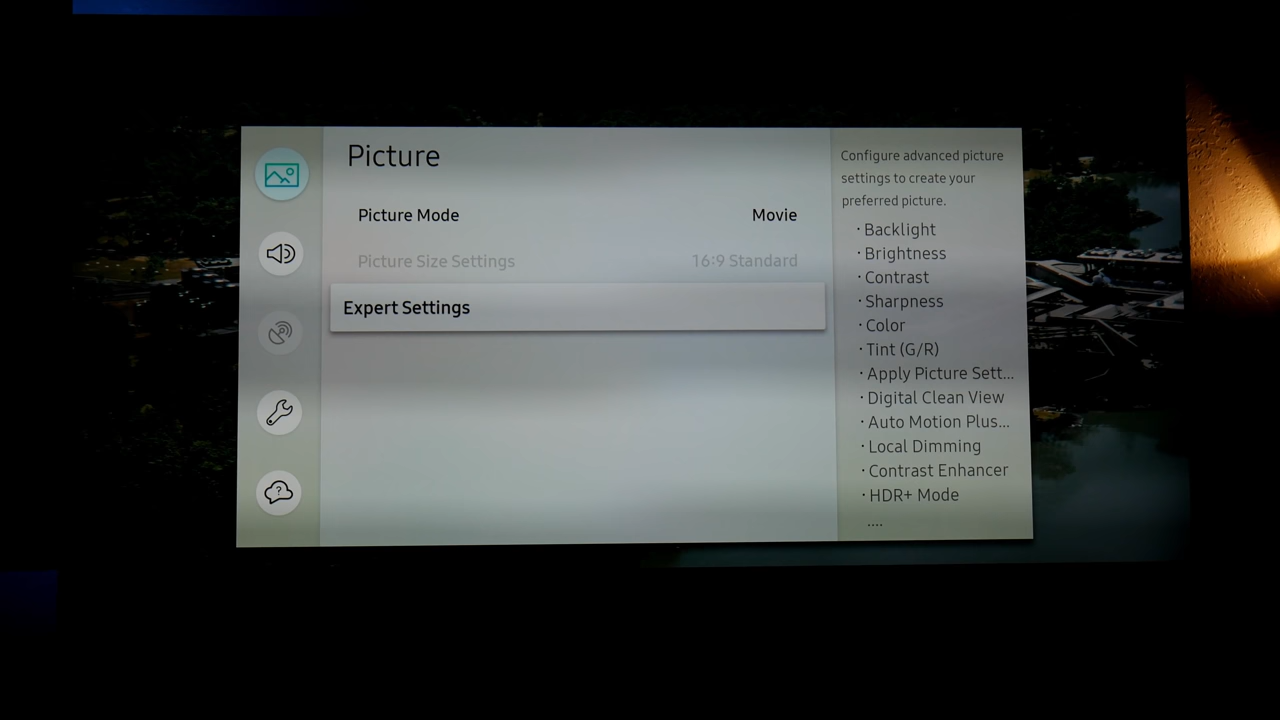 Picture
Picture Mode Movie
Picture Size Settings 16:9 Standard
Expert Settings
?
Configure advanced picture
settings to create your
preferred picture.
· Backlight
· Brightness
· Contrast
· Sharpness
· Color
· Tint (G/R)
· Apply Picture Sett...
· Digital Clean View
· Auto Motion Plus...
· Local Dimming
· Contrast Enhancer
· HDR+ Mode
....